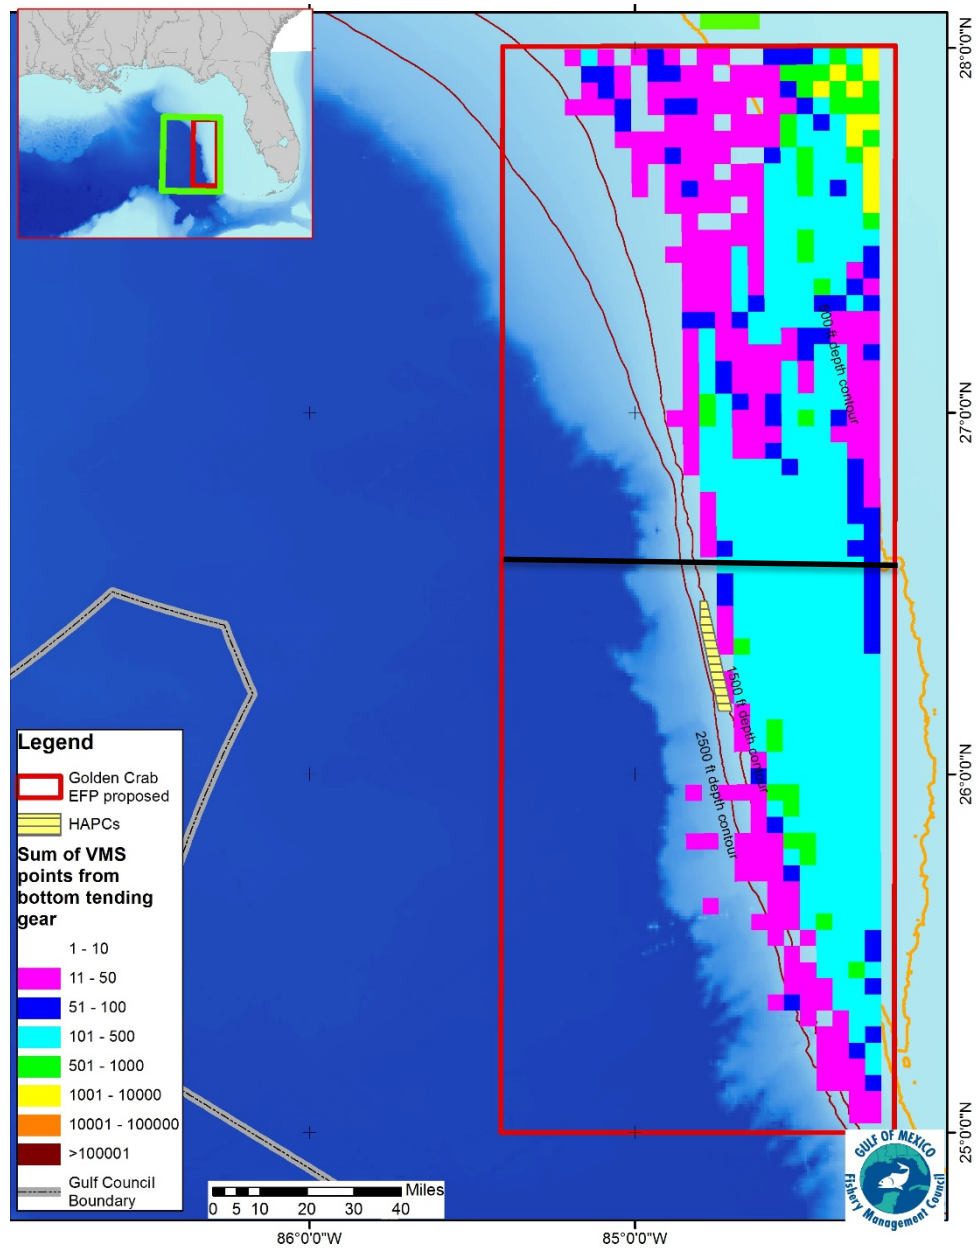 28°0'0"N
27°0'0"N
26°0'0"N
25°0'0"N
00 ft depth contour
1500 ft depth contour
2500 ft depth contour
Legend
Golden Crab
EFP proposed
HAPCs
Sum of VMS
points from
bottom tending
gear
1 - 10
11 - 50
51 - 100
101 - 500
501 - 1000
1001 - 10000
10001 - 100000
>100001
Gulf Council
Boundary
Miles
0 5 10 20 30 40
GULF OF MEXICO
Fishery Management Council
86°0'0"W
85°0'0"W